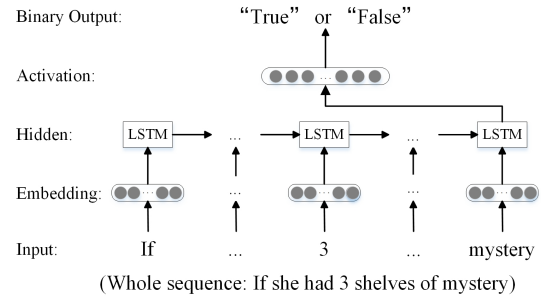 Binary Output: “True” or “False”
Activation: ...
Hidden: LSTM ... LSTM ... LSTM
Embedding: ... ... ... ... ...
Input: If ... 3 ... mystery
(Whole sequence: If she had 3 shelves of mystery)